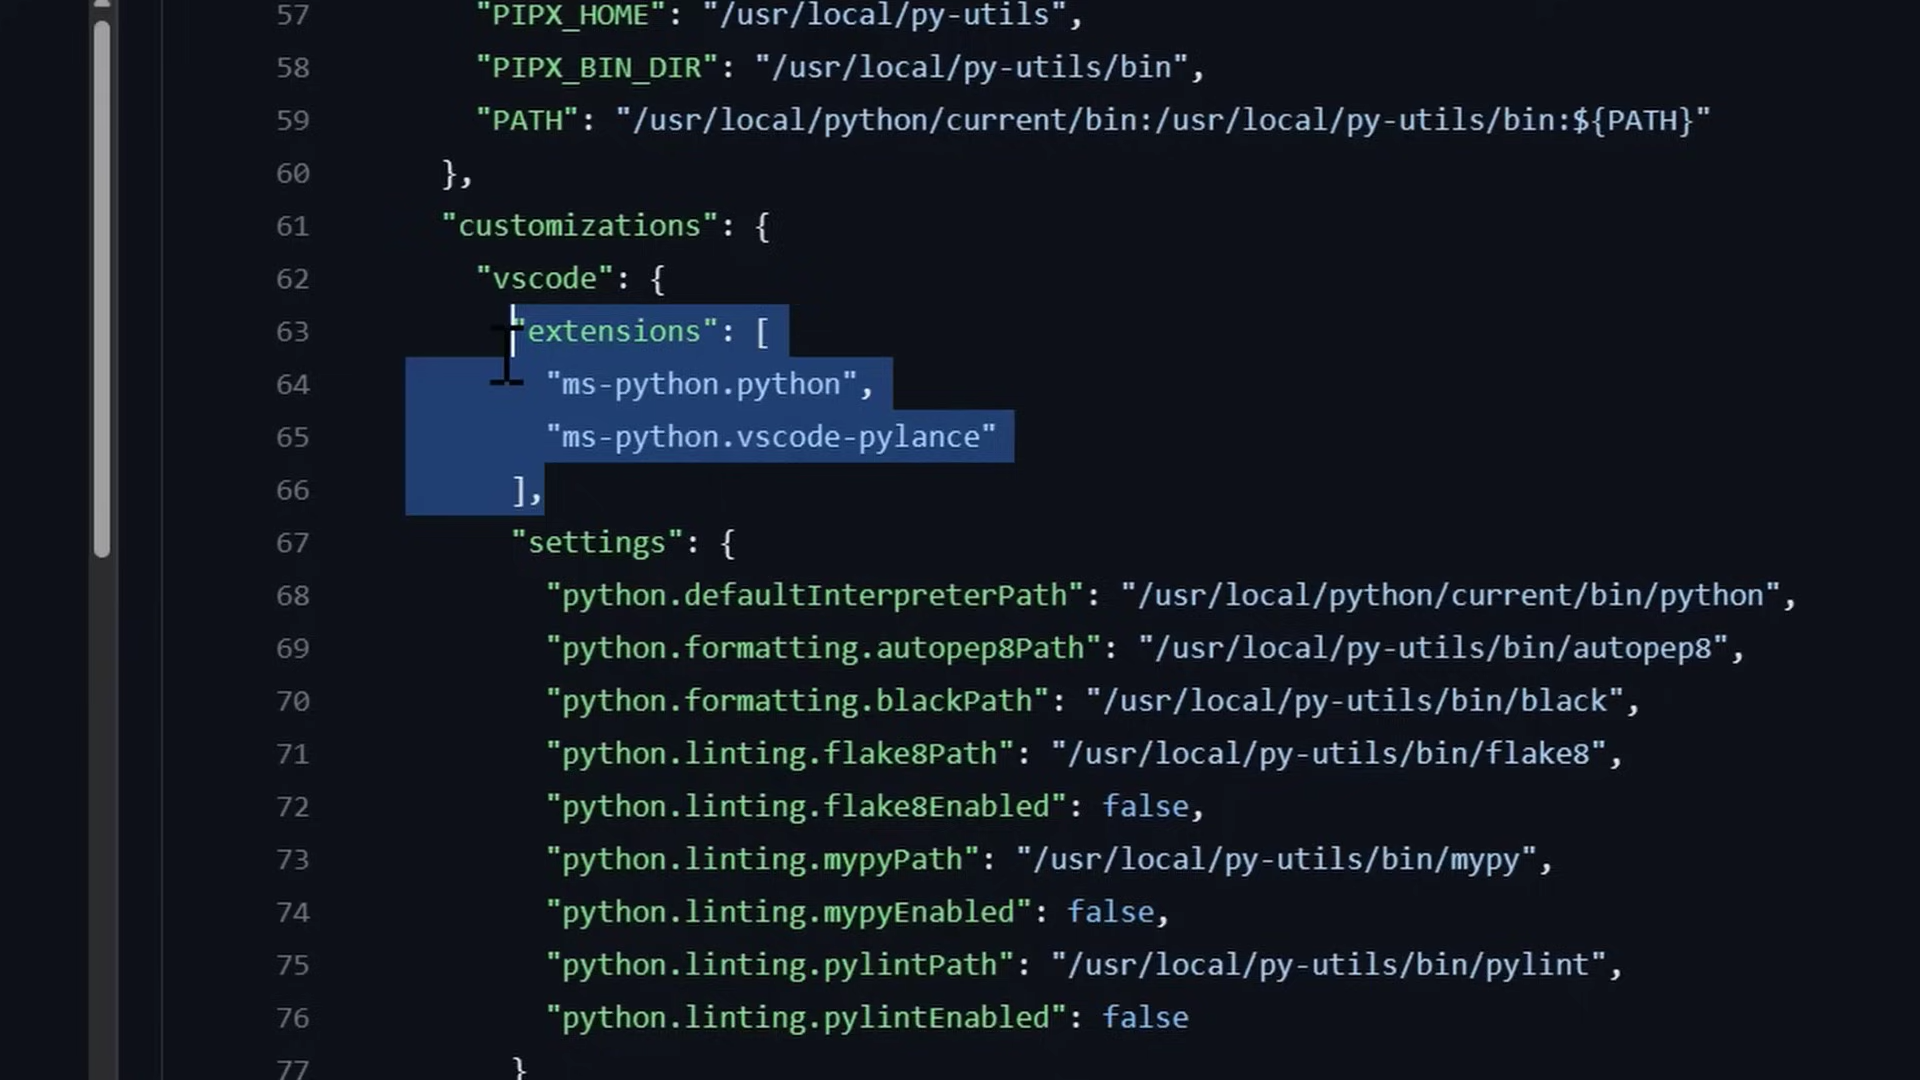 57 "PIPX_HOME": "/usr/local/py-utils",
58 "PIPX_BIN_DIR": "/usr/local/py-utils/bin",
59 "PATH": "/usr/local/python/current/bin:/usr/local/py-utils/bin:${PATH}"
60 },
61 "customizations": {
62 "vscode": {
63 "extensions": [
64 "ms-python.python",
65 "ms-python.vscode-pylance"
66 ],
67 "settings": {
68 "python.defaultInterpreterPath": "/usr/local/python/current/bin/python",
69 "python.formatting.autopep8Path": "/usr/local/py-utils/bin/autopep8",
70 "python.formatting.blackPath": "/usr/local/py-utils/bin/black",
71 "python.linting.flake8Path": "/usr/local/py-utils/bin/flake8",
72 "python.linting.flake8Enabled": false,
73 "python.linting.mypyPath": "/usr/local/py-utils/bin/mypy",
74 "python.linting.mypyEnabled": false,
75 "python.linting.pylintPath": "/usr/local/py-utils/bin/pylint",
76 "python.linting.pylintEnabled": false
77 }